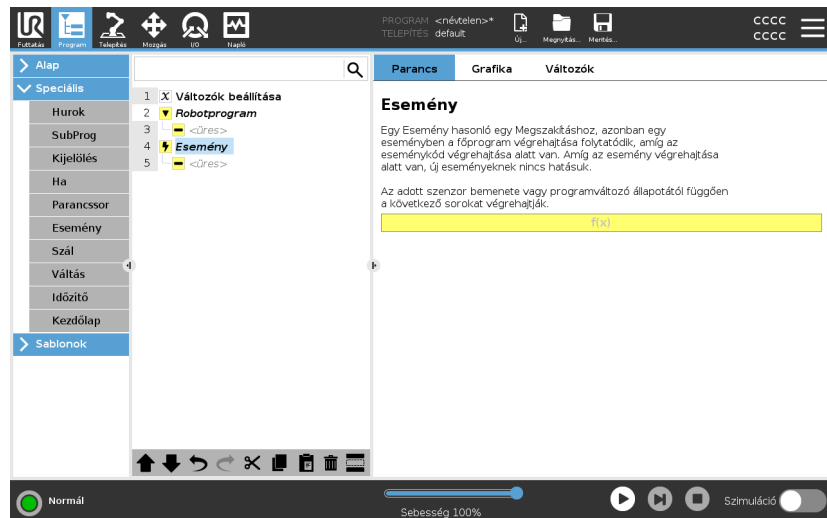 UR
Futtatás Program Telepítés Mozgás I/O Napló
PROGRAM <névtelen>*
TELEPÍTÉS default
Új... Megnyitás... Mentés...
CCCC
CCCC
Alap
Speciális
Hurok
SubProg
Kijelölés
Ha
Parancssor
Esemény
Szál
Váltás
Időzítő
Kezdőlap
Sablonok
1 X Változók beállítása
2 Robotprogram
3 <üres>
4 Esemény
5 <üres>
Parancs Grafika Változók
Esemény
Egy Esemény hasonló egy Megszakításhoz, azonban egy
eseményben a főprogram végrehajtása folytatódik, amíg az
eseménykód végrehajtása alatt van. Amíg az esemény végrehajtása
alatt van, új eseményeknek nincs hatásuk.
Az adott szenzor bemenete vagy programváltozó állapotától függően
a következő sorokat végrehajtják.
f(x)
Normál
Sebesség 100%
Szimuláció